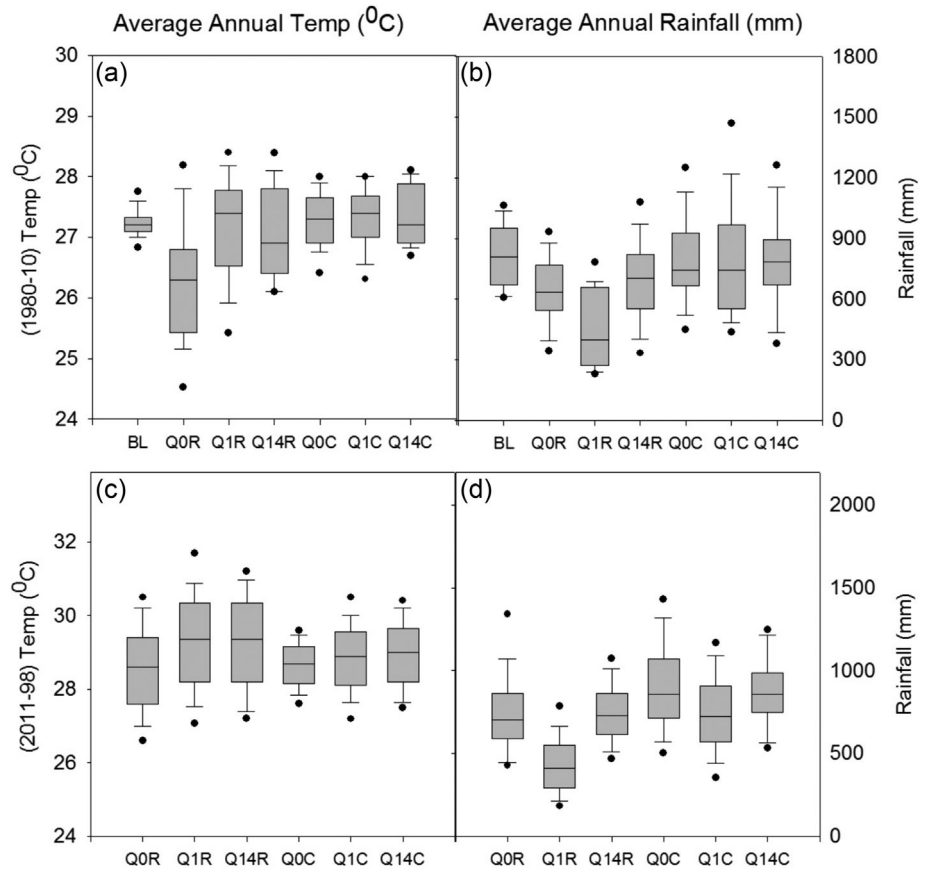 Average Annual Temp (⁰C)
Average Annual Rainfall (mm)
(a)
(b)
30
29
28
27
26
25
24
(1980-10) Temp (⁰C)
1800
1500
1200
900
600
300
0
Rainfall (mm)
BL Q0R Q1R Q14R Q0C Q1C Q14C
BL Q0R Q1R Q14R Q0C Q1C Q14C
(c)
(d)
32
30
28
26
24
(2011-98) Temp (⁰C)
2000
1500
1000
500
0
Rainfall (mm)
Q0R Q1R Q14R Q0C Q1C Q14C
Q0R Q1R Q14R Q0C Q1C Q14C